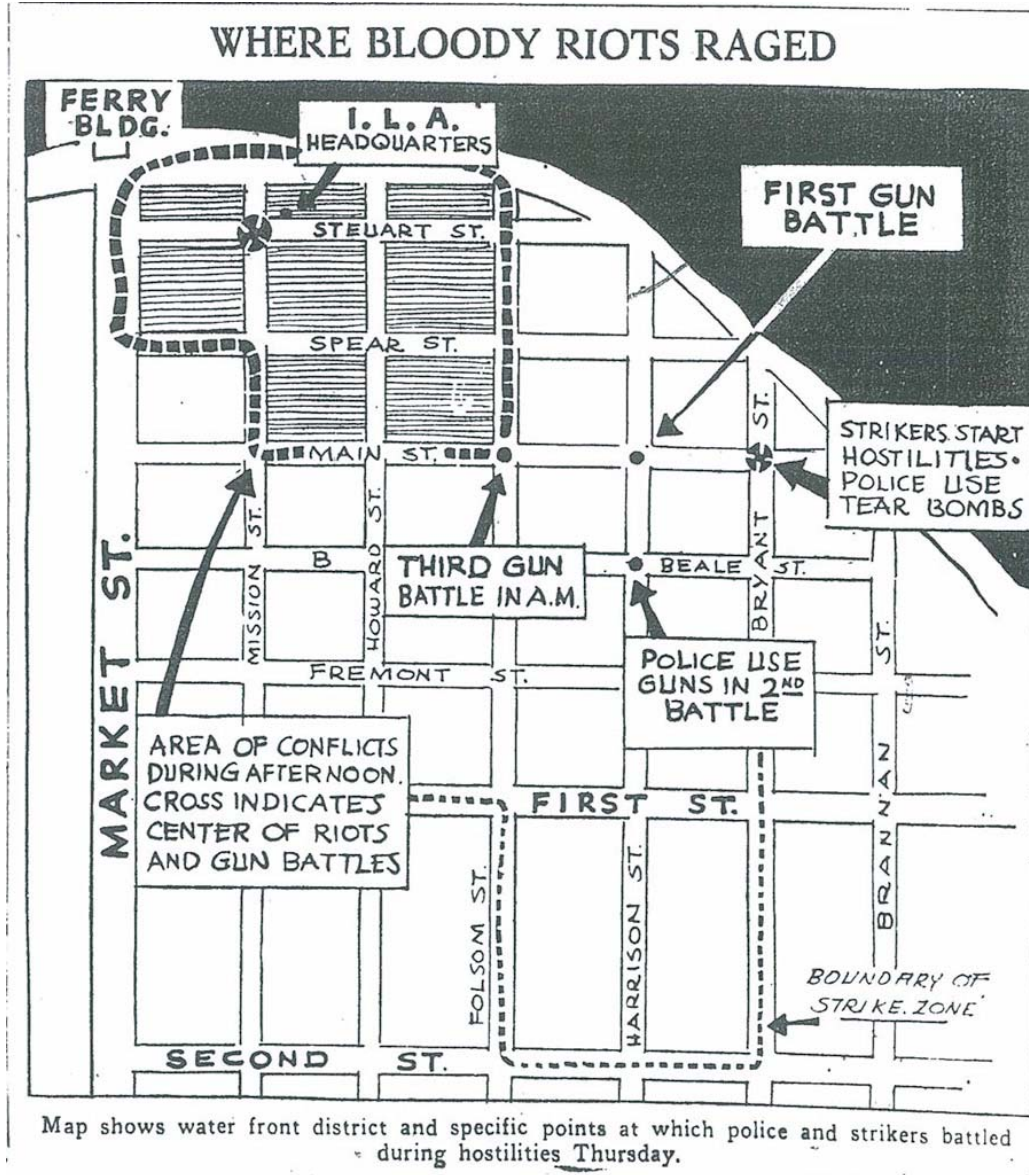 WHERE BLOODY RIOTS RAGED
FERRY
BLDG.
I. L. A.
HEADQUARTERS
FIRST GUN
BATTLE
STEUART ST.
SPEAR ST.
MAIN ST.
STRIKERS START
HOSTILITIES.
POLICE USE
TEAR BOMBS
THIRD GUN
BATTLE IN A.M.
B
BEALE ST.
FREMONT ST.
POLICE USE
GUNS IN 2ND
BATTLE
AREA OF CONFLICTS
DURING AFTERNOON.
CROSS INDICATES
CENTER OF RIOTS
AND GUN BATTLES
FIRST ST.
MARKET ST.
MISSION ST.
HOWARD ST.
FOLSOM ST.
HARRISON ST.
BRYANT ST.
BRANNAN ST.
BOUNDARY OF
STRIKE ZONE
SECOND ST.
Map shows water front district and specific points at which police and strikers battled
during hostilities Thursday.